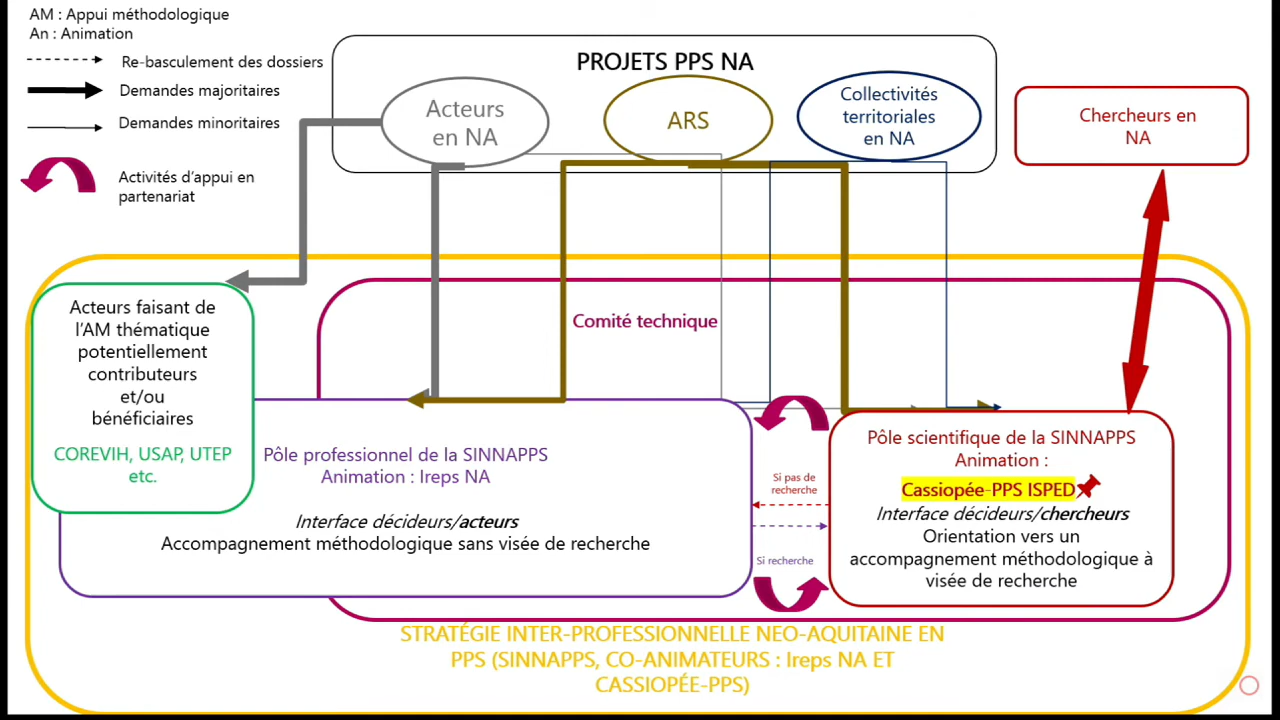 AM : Appui méthodologique
An : Animation
Re-basculement des dossiers
Demandes majoritaires
Demandes minoritaires
Activités d'appui en
partenariat
PROJETS PPS NA
Acteurs
en NA
ARS
Collectivités
territoriales
en NA
Chercheurs en
NA
Acteurs faisant de
l'AM thématique
potentiellement
contributeurs
et/ou
bénéficiaires
COREVIH, USAP, UTEP
etc.
Comité technique
Pôle professionnel de la SINNAPPS
Animation : Ireps NA
Interface décideurs/acteurs
Accompagnement méthodologique sans visée de recherche
Si pas de
recherche
Si recherche
Pôle scientifique de la SINNAPPS
Animation :
Cassiopée-PPS ISPED
Interface décideurs/chercheurs
Orientation vers un
accompagnement méthodologique à
visée de recherche
STRATÉGIE INTER-PROFESSIONNELLE NEO-AQUITAINE EN
PPS (SINNAPPS, CO-ANIMATEURS : Ireps NA ET
CASSIOPÉE-PPS)